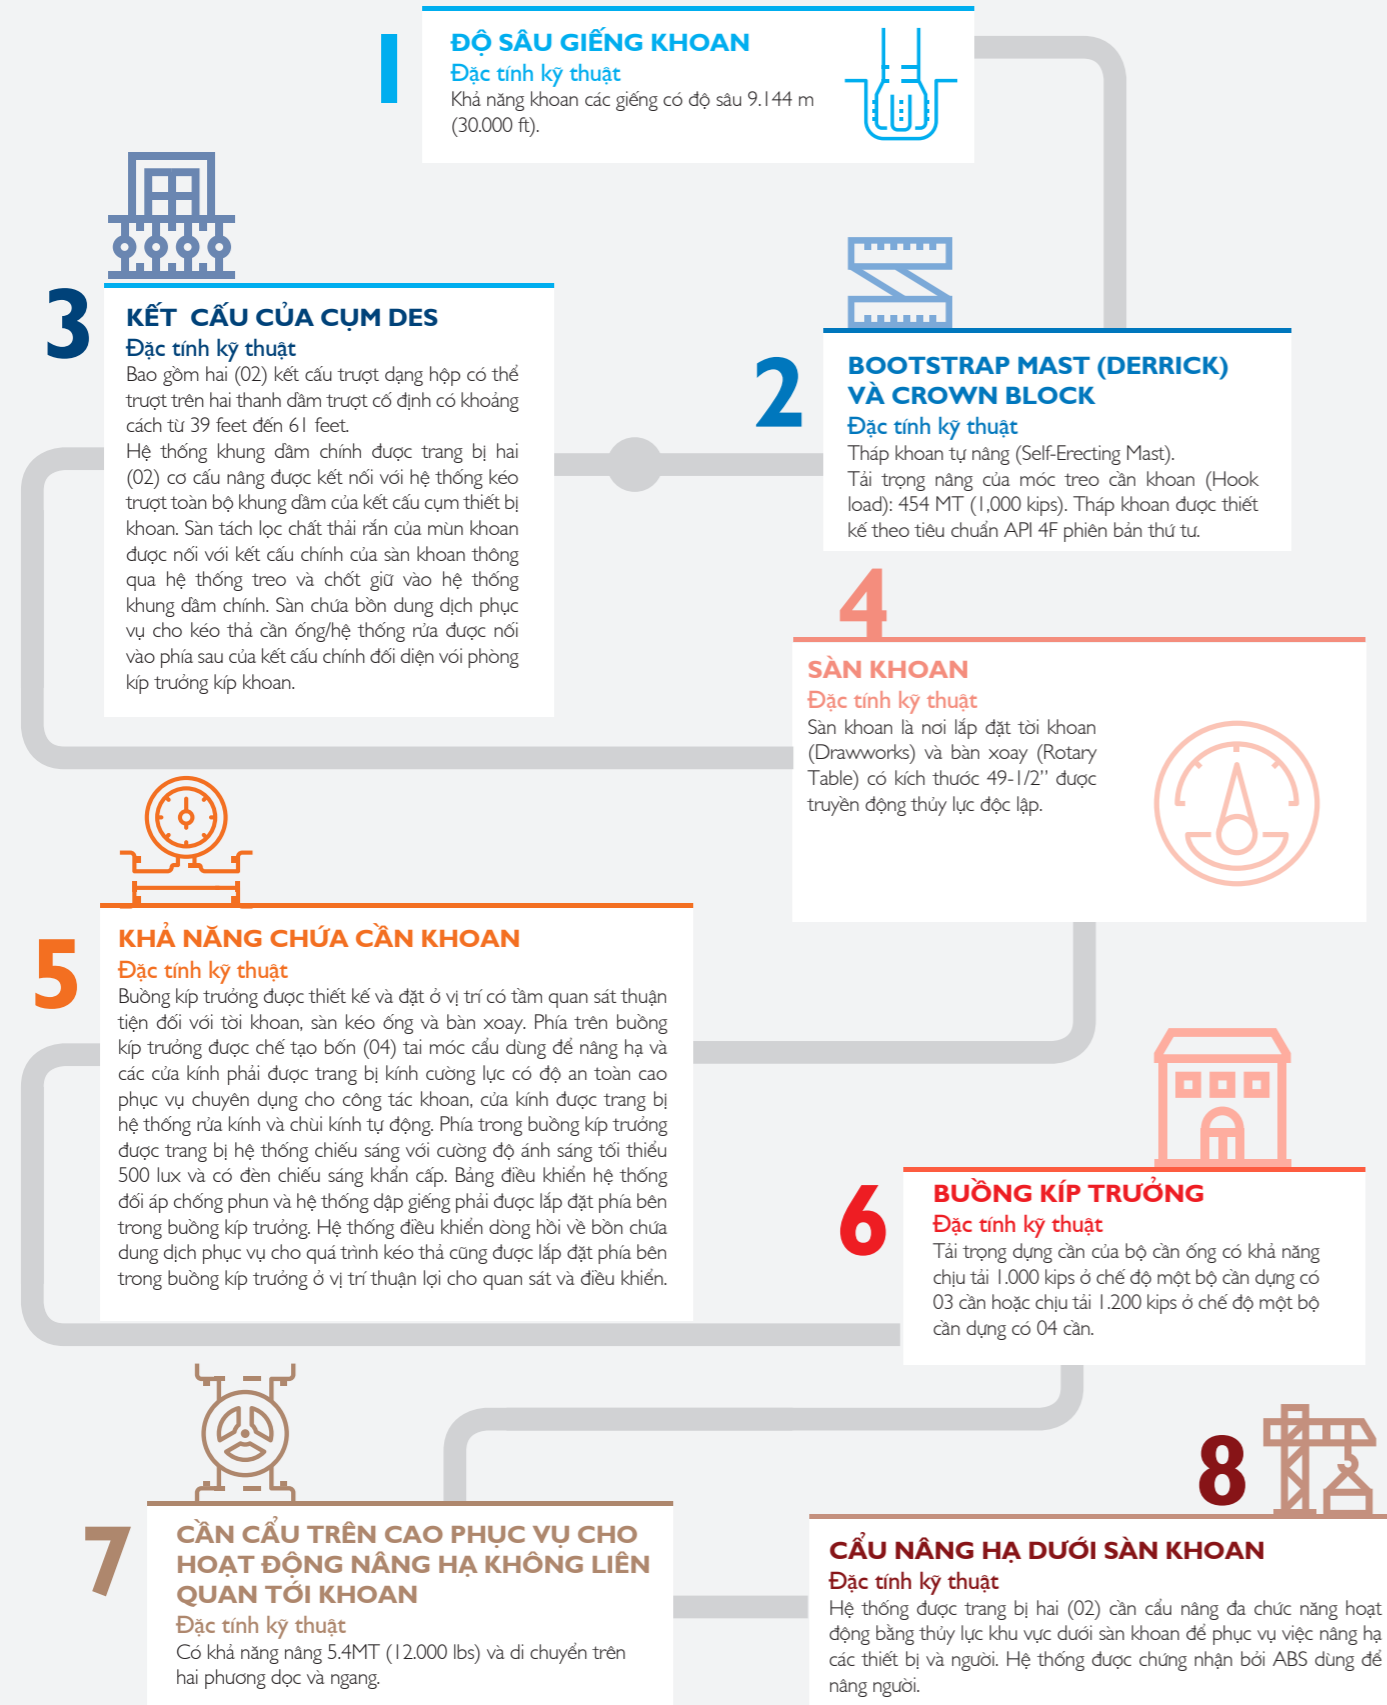 1
ĐỘ SÂU GIẾNG KHOAN
Đặc tính kỹ thuật
Khả năng khoan các giếng có độ sâu 9.144 m
(30.000 ft).
2
BOOTSTRAP MAST (DERRICK)
VÀ CROWN BLOCK
Đặc tính kỹ thuật
Tháp khoan tự nâng (Self-Erecting Mast).
Tải trọng nâng của móc treo cần khoan (Hook
load): 454 MT (1,000 kips). Tháp khoan được thiết
kế theo tiêu chuẩn API 4F phiên bản thứ tư.
3
KẾT CẤU CỦA CỤM DES
Đặc tính kỹ thuật
Bao gồm hai (02) kết cấu trượt dạng hộp có thể
trượt trên hai thanh dầm trượt cố định có khoảng
cách từ 39 feet đến 61 feet.
Hệ thống khung dầm chính được trang bị hai
(02) cơ cấu nâng được kết nối với hệ thống kéo
trượt toàn bộ khung dầm của kết cấu cụm thiết bị
khoan. Sàn tách lọc chất thải rắn của mùn khoan
được nối với kết cấu chính của sàn khoan thông
qua hệ thống treo và chốt giữ vào hệ thống
khung dầm chính. Sàn chứa bồn dung dịch phục
vụ cho kéo thả cần ống/hệ thống rửa được nối
vào phía sau của kết cấu chính đối diện với phòng
kíp trưởng kíp khoan.
4
SÀN KHOAN
Đặc tính kỹ thuật
Sàn khoan là nơi lắp đặt tời khoan
(Drawworks) và bàn xoay (Rotary
Table) có kích thước 49-1/2’’ được
truyền động thủy lực độc lập.
5
KHẢ NĂNG CHỨA CẦN KHOAN
Đặc tính kỹ thuật
Buồng kíp trưởng được thiết kế và đặt ở vị trí có tầm quan sát thuận
tiện đối với tời khoan, sàn kéo ống và bàn xoay. Phía trên buồng
kíp trưởng được chế tạo bốn (04) tai móc cẩu dùng để nâng hạ và
các cửa kính phải được trang bị kính cường lực có độ an toàn cao
phục vụ chuyên dụng cho công tác khoan, cửa kính được trang bị
hệ thống rửa kính và chùi kính tự động. Phía trong buồng kíp trưởng
được trang bị hệ thống chiếu sáng với cường độ ánh sáng tối thiểu
500 lux và có đèn chiếu sáng khẩn cấp. Bảng điều khiển hệ thống
đối áp chống phun và hệ thống dập giếng phải được lắp đặt phía bên
trong buồng kíp trưởng. Hệ thống điều khiển dòng hồi về bồn chứa
dung dịch phục vụ cho quá trình kéo thả cũng được lắp đặt phía bên
trong buồng kíp trưởng ở vị trí thuận lợi cho quan sát và điều khiển.
6
BUỒNG KÍP TRƯỞNG
Đặc tính kỹ thuật
Tải trọng dựng cần của bộ cần ống có khả năng
chịu tải 1.000 kips ở chế độ một bộ cần dựng có
03 cần hoặc chịu tải 1.200 kips ở chế độ một bộ
cần dựng có 04 cần.
7
CẦN CẨU TRÊN CAO PHỤC VỤ CHO
HOẠT ĐỘNG NÂNG HẠ KHÔNG LIÊN
QUAN TỚI KHOAN
Đặc tính kỹ thuật
Có khả năng nâng 5.4MT (12.000 lbs) và di chuyển trên
hai phương dọc và ngang.
8
CẨU NÂNG HẠ DƯỚI SÀN KHOAN
Đặc tính kỹ thuật
Hệ thống được trang bị hai (02) cần cẩu nâng đa chức năng hoạt
động bằng thủy lực khu vực dưới sàn khoan để phục vụ việc nâng hạ
các thiết bị và người. Hệ thống được chứng nhận bởi ABS dùng để
nâng người.